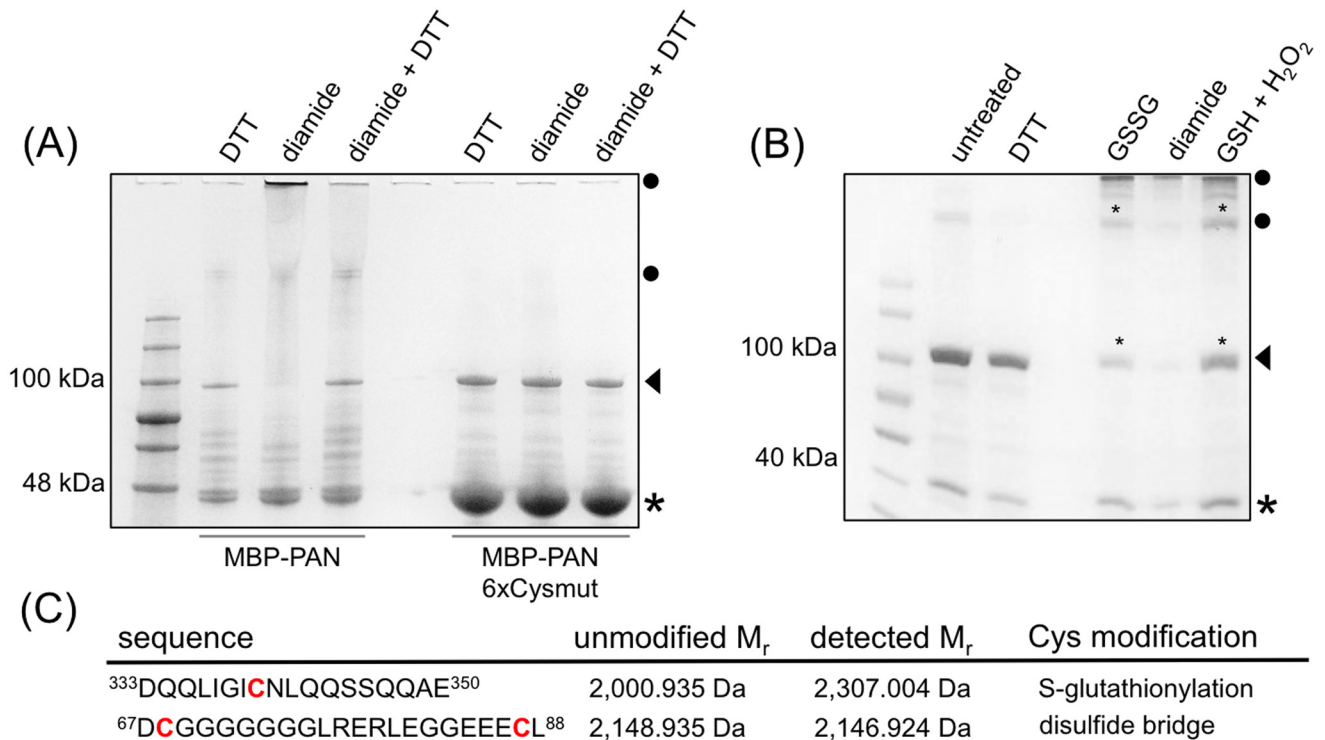 (A)
DTT
diamide
diamide + DTT
DTT
diamide
diamide + DTT
100 kDa
48 kDa
*
MBP-PAN
MBP-PAN
6xCysmut
(B)
untreated
DTT
GSSG
diamide
GSH + H₂O₂
* *
* *
100 kDa
40 kDa
*
(C)
sequence unmodified Mᵣ detected Mᵣ Cys modification
³³³DQQLIGICNLQQSSQQAE³⁵⁰ 2,000.935 Da 2,307.004 Da S-glutathionylation
⁶⁷DCGGGGGGGLRERLEGGEEECL⁸⁸ 2,148.935 Da 2,146.924 Da disulfide bridge